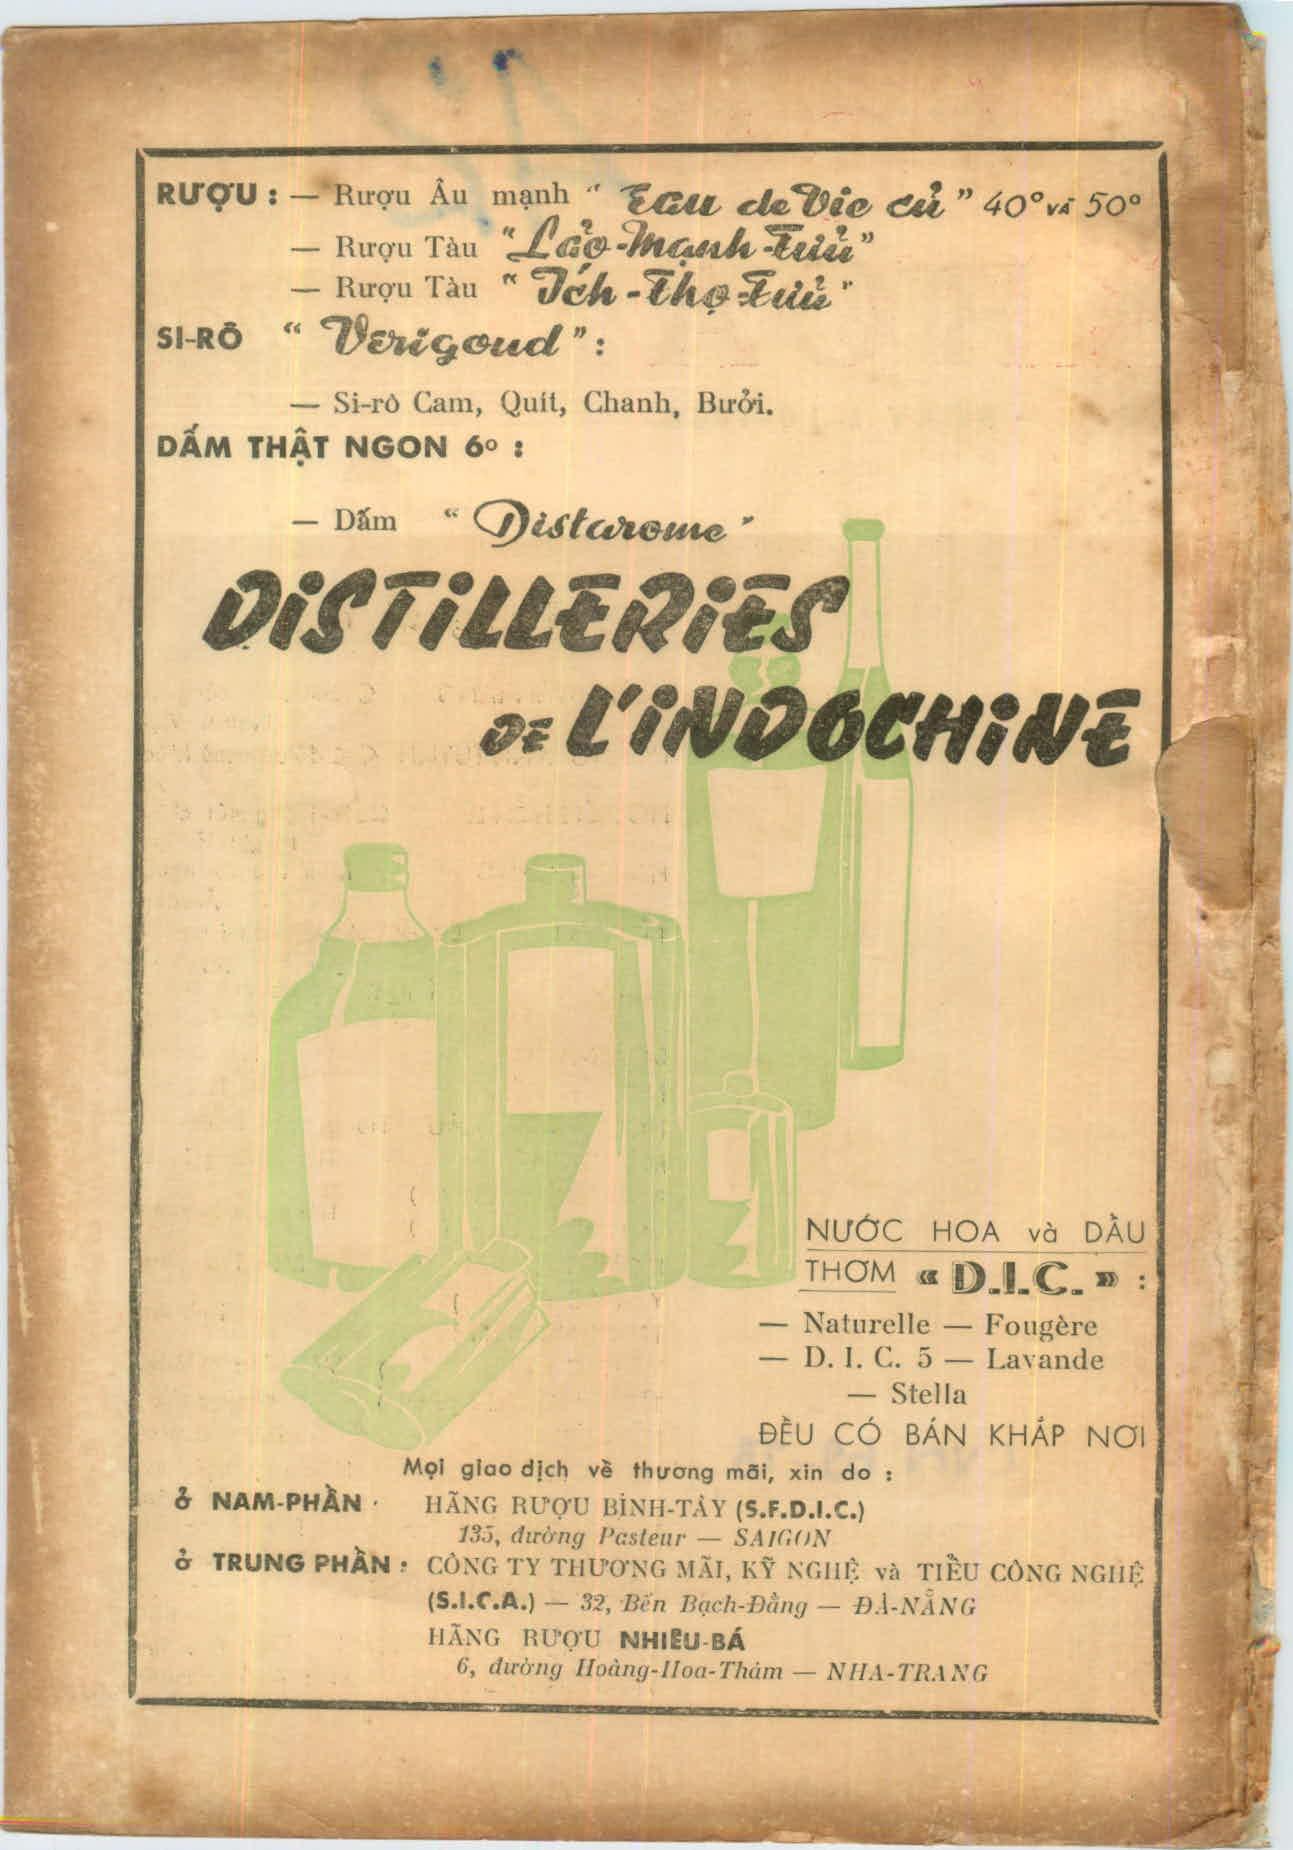 RƯỢU : — Rượu Âu mạnh “ Eau de Vie củ ” 40° VÀ 50°
— Rượu Tàu “ Lão-Mạnh-Tửu ”
— Rượu Tàu “ Ích-Thọ-Tửu ”
SI-RÔ “ Verigoud ” :
— Si-rô Cam, Quít, Chanh, Bưởi.
DẤM THẬT NGON 6° :
— Dấm “ Distarome ”
DISTILLERIES
DE L'INDOCHINE
NƯỚC HOA và DẦU
THƠM « D.I.C. » :
— Naturelle — Fougère
— D. I. C. 5 — Lavande
— Stella
ĐỀU CÓ BÁN KHẮP NƠI
Mọi giao dịch về thương mãi, xin do :
ở NAM-PHẦN : HÃNG RƯỢU BÌNH-TÂY (S.F.D.I.C.)
135, đường Pasteur — SAIGON
ở TRUNG PHẦN : CÔNG TY THƯƠNG MÃI, KỸ NGHỆ và TIỂU CÔNG NGHỆ
(S.I.C.A.) — 32, Bến Bạch-Đằng — ĐÀ-NẴNG
HÃNG RƯỢU NHIÊU-BÁ
6, đường Hoàng-Hoa-Thám — NHA-TRANG